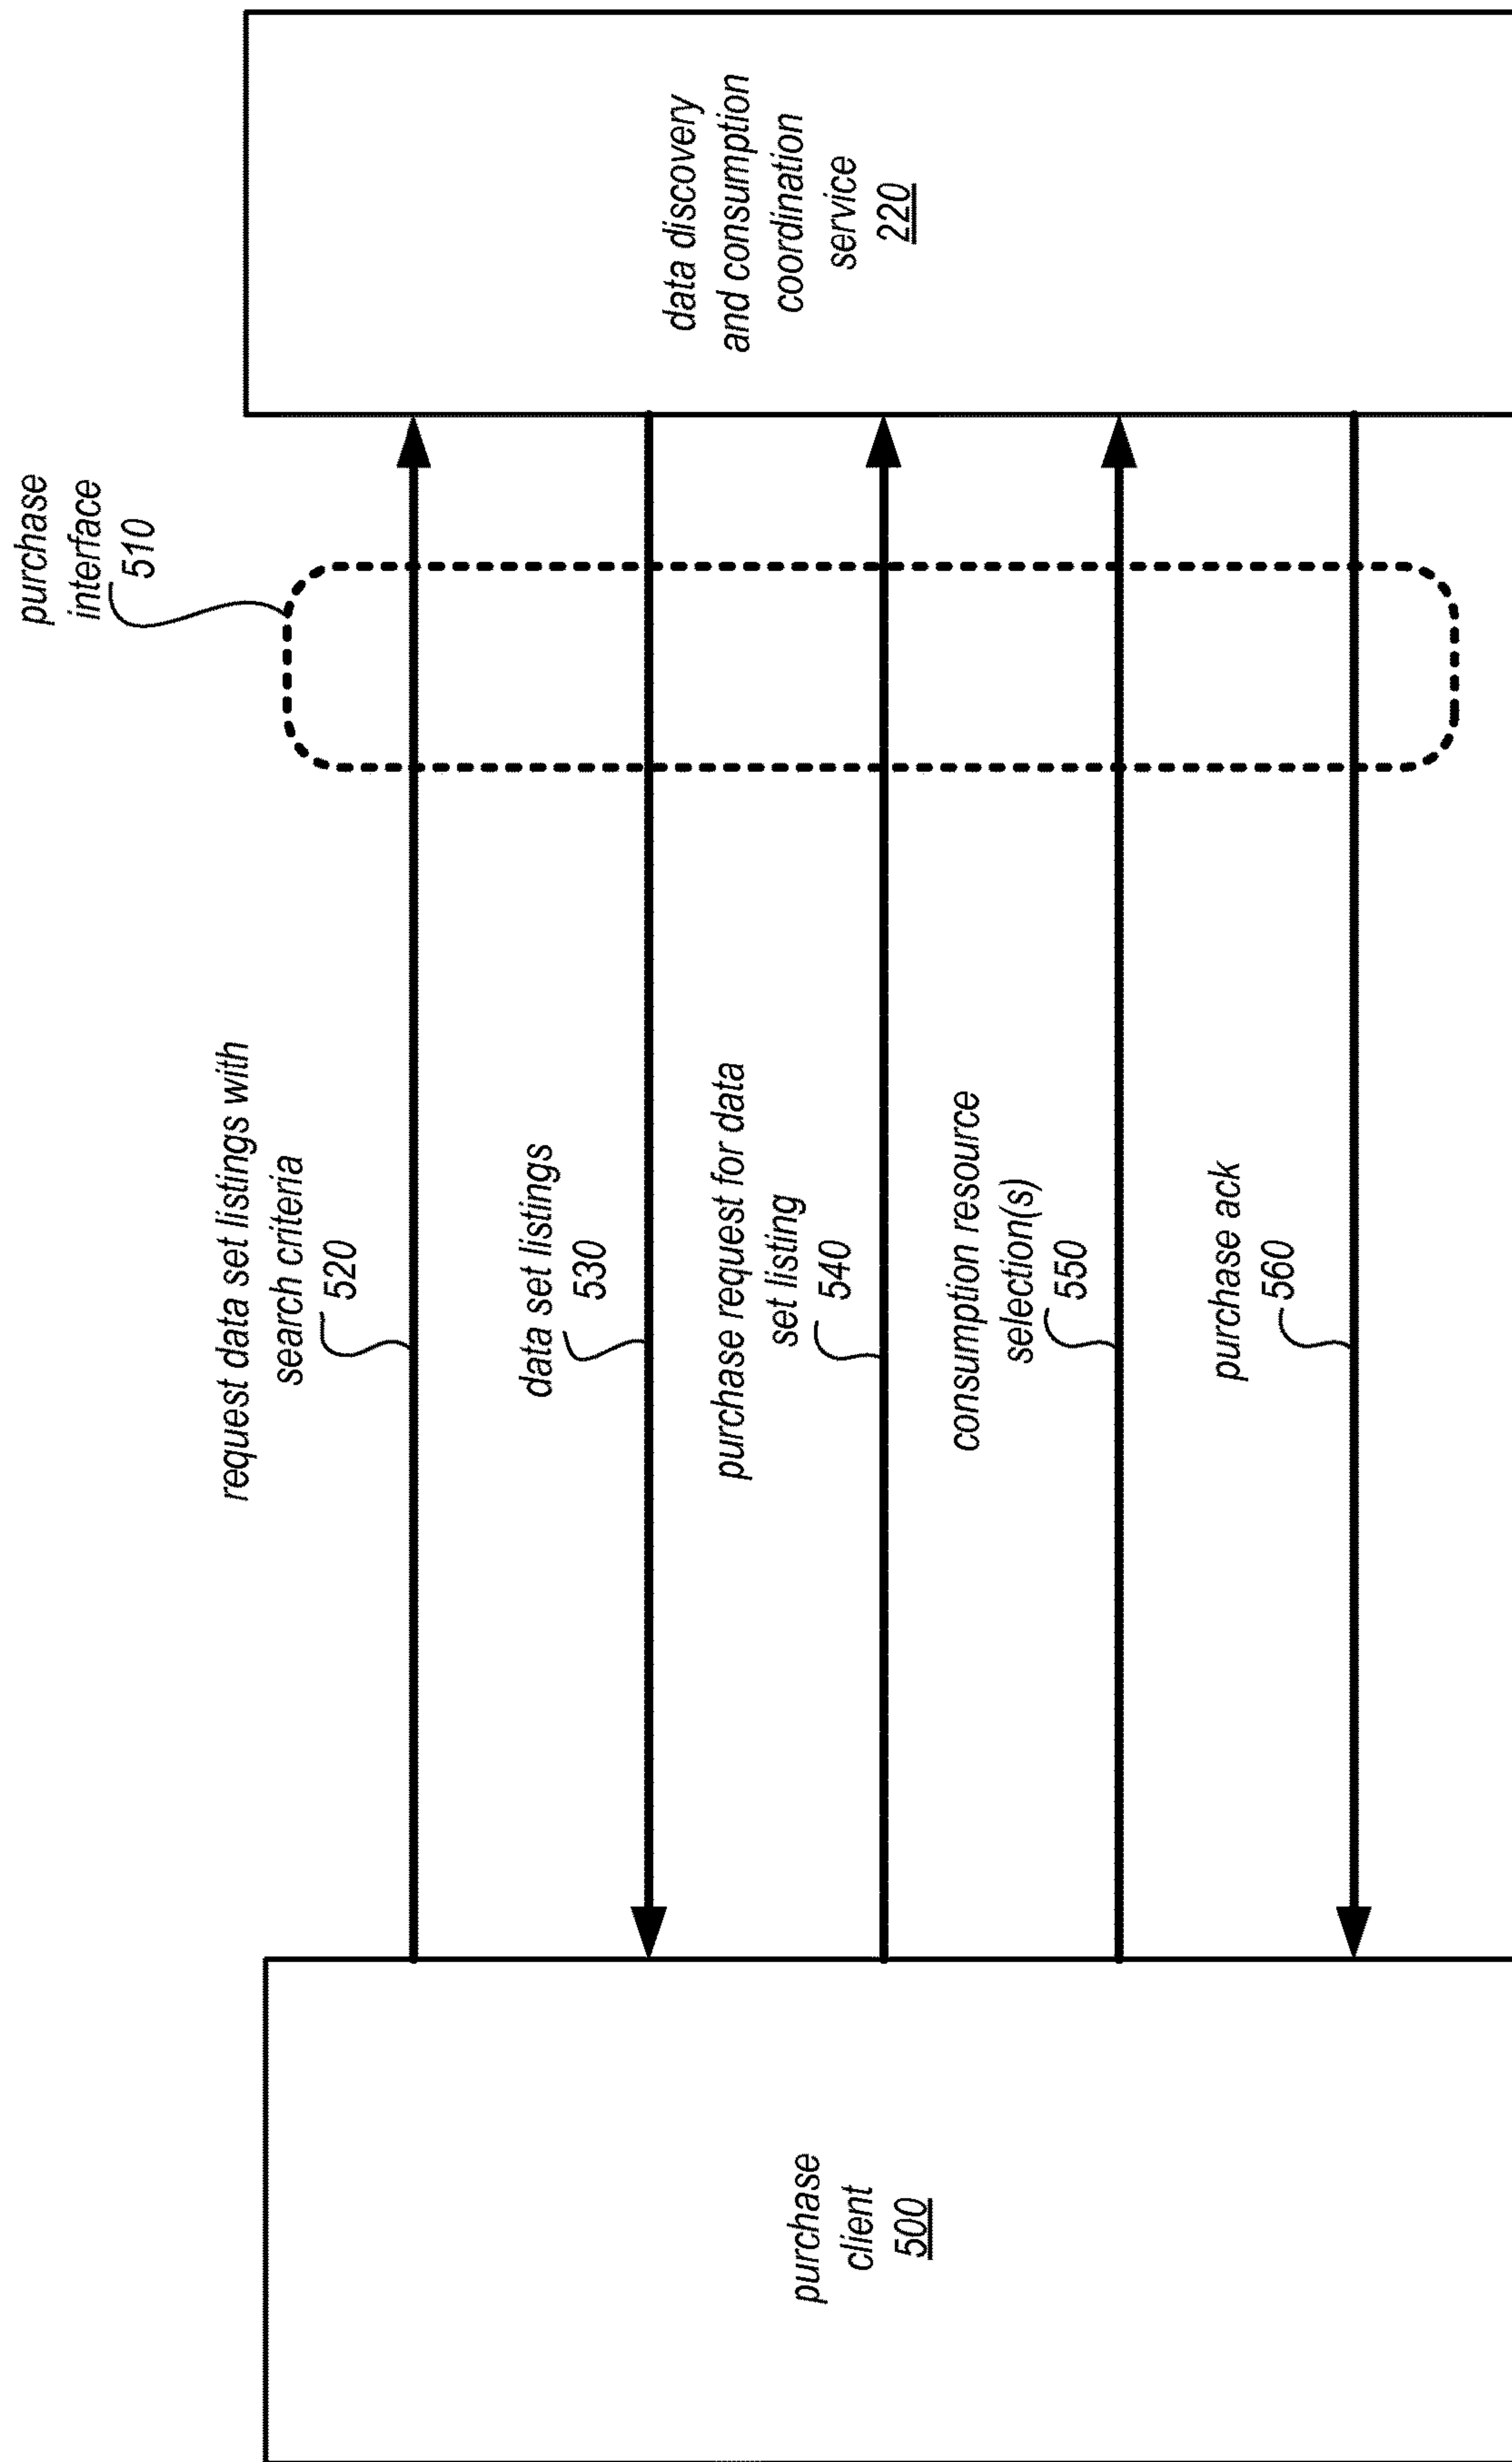 purchase
interface
510
request data set listings with
search criteria
520
data set listings
530
purchase request for data
set listing
540
consumption resource
selection(s)
550
purchase ack
560
purchase
client
500
data discovery
and consumption
coordination
service
220